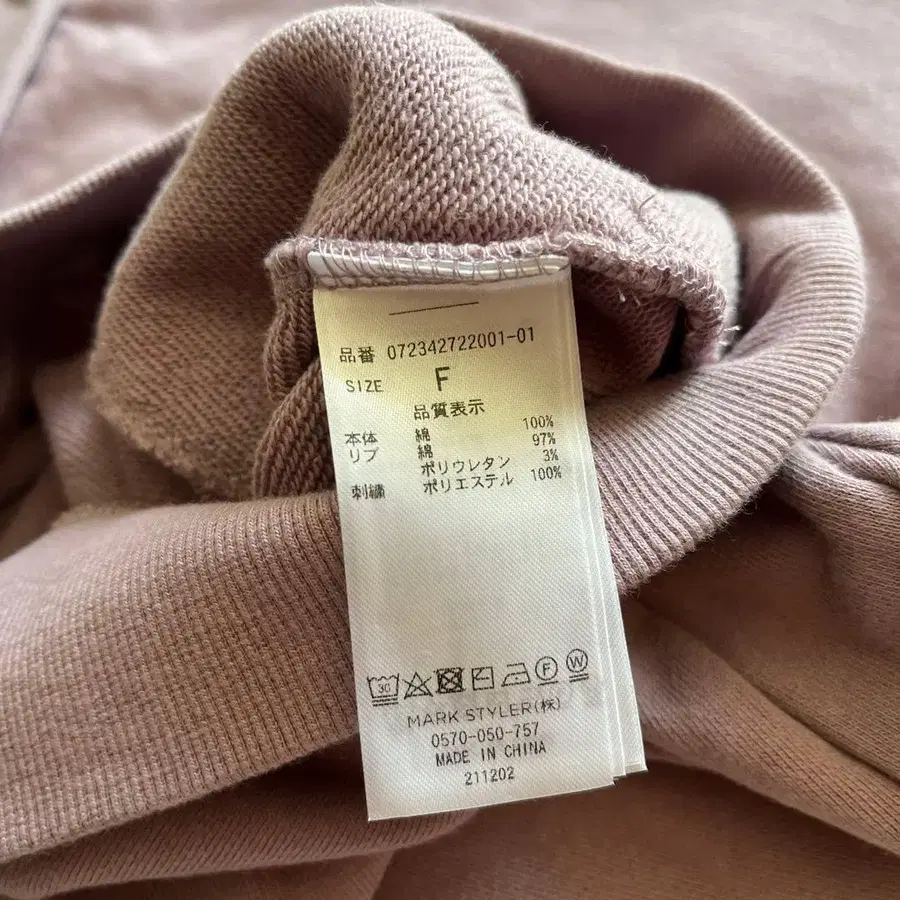 品番 072342722001-01
SIZE F
品質表示
本体 綿 100%
リブ 綿 97%
ポリウレタン 3%
刺繍 ポリエステル 100%
30 F W
MARK STYLER(株)
0570-050-757
MADE IN CHINA
211202